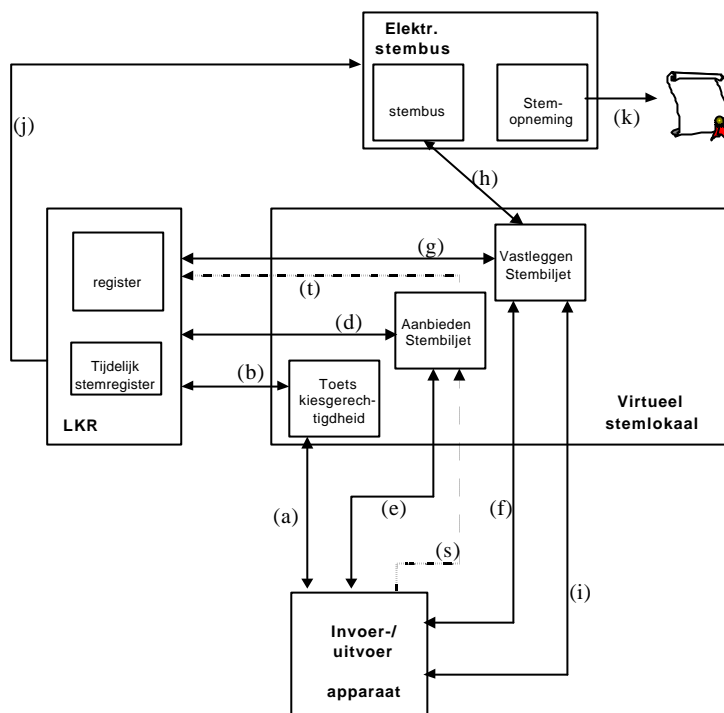 Elektr.
stembus
stembus
Stem-
opneming
(j)
(k)
(h)
register
(g)
Vastleggen
Stembiljet
(t)
(d)
Aanbieden
Stembiljet
Tijdelijk
stemregister
(b)
Toets
kiesgerech-
tigdheid
LKR
Virtueel
stemlokaal
(a)
(e)
(f)
(s)
(i)
Invoer-/
uitvoer
apparaat